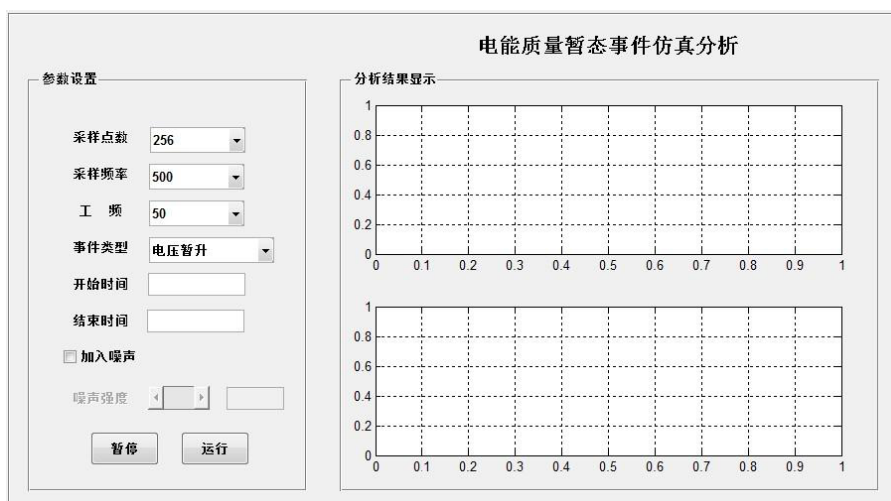 电能质量暂态事件仿真分析
参数设置
采样点数 256
采样频率 500
工 频 50
事件类型 电压暂升
开始时间
结束时间
加入噪声
噪声强度
暂停 运行
分析结果显示
1
0.8
0.6
0.4
0.2
0
0 0.1 0.2 0.3 0.4 0.5 0.6 0.7 0.8 0.9 1
1
0.8
0.6
0.4
0.2
0
0 0.1 0.2 0.3 0.4 0.5 0.6 0.7 0.8 0.9 1